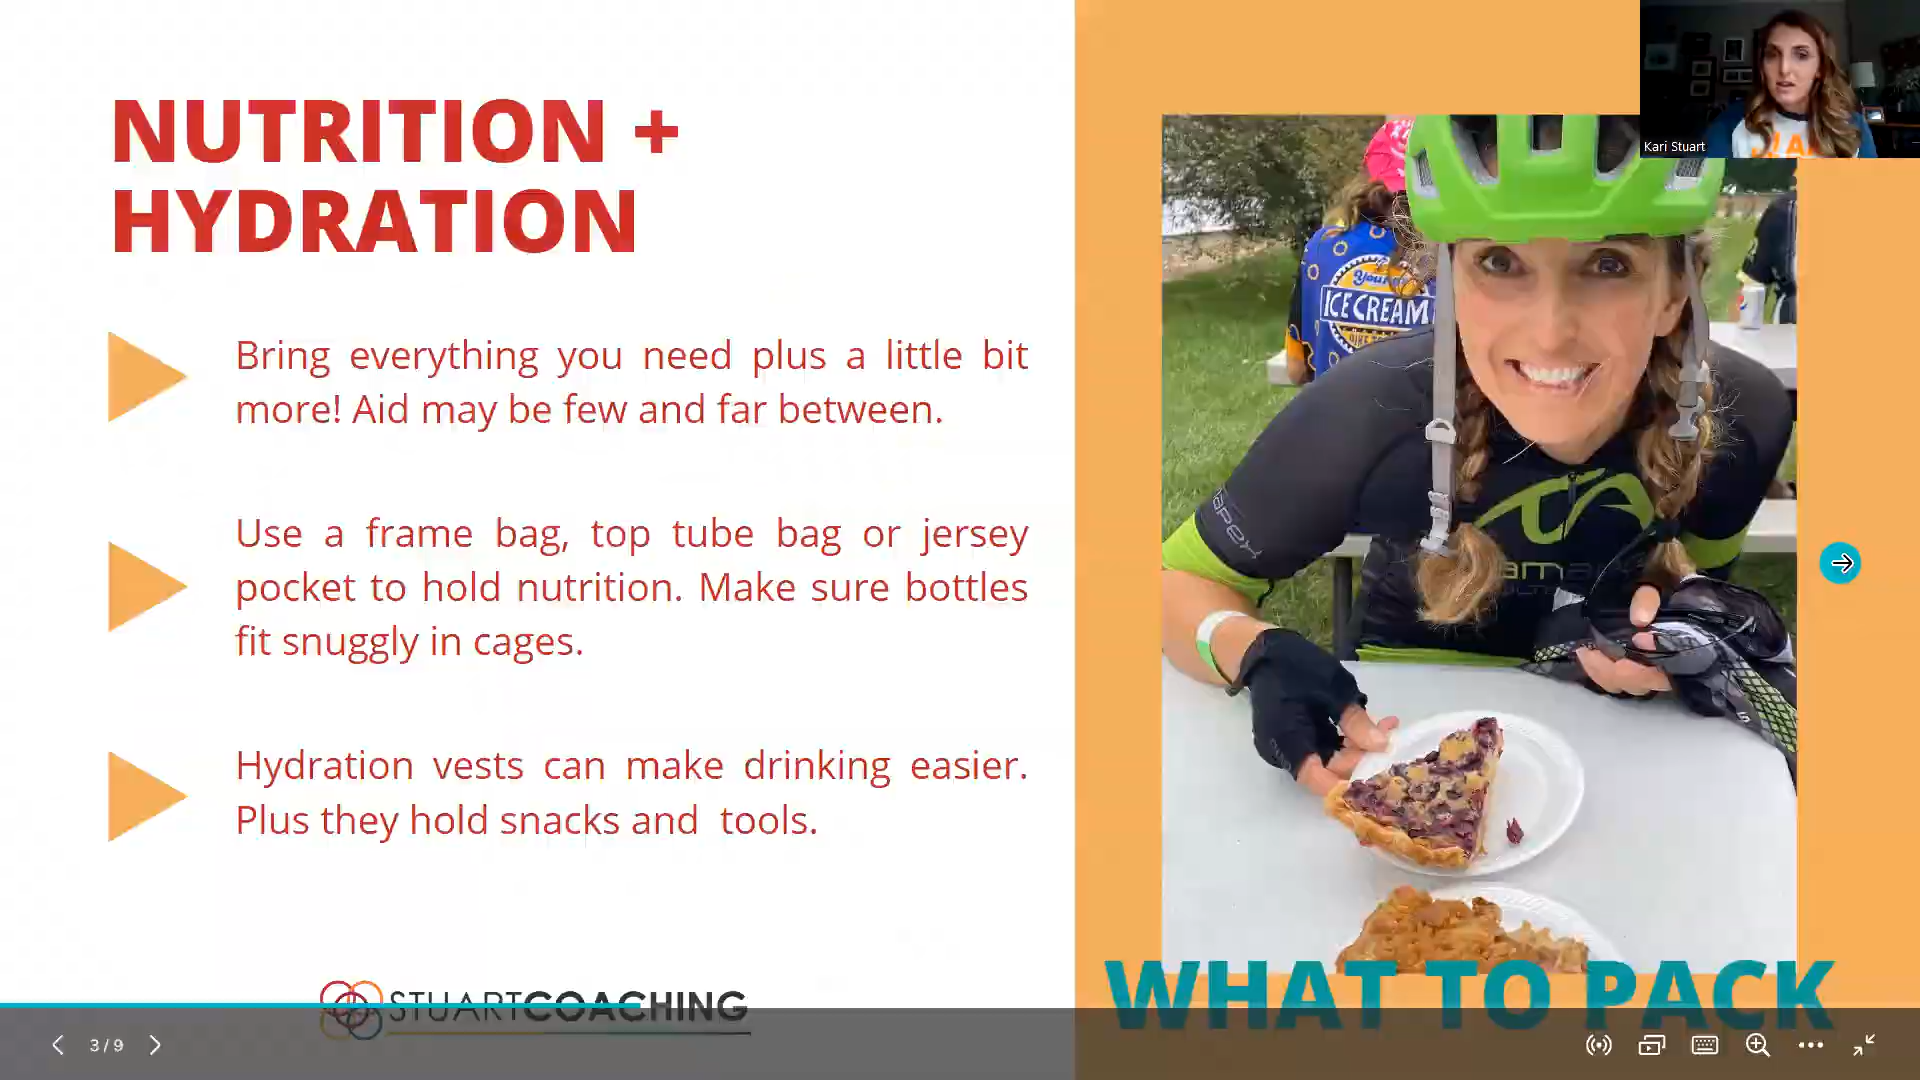 NUTRITION +
HYDRATION
Bring everything you need plus a little bit
more! Aid may be few and far between.
Use a frame bag, top tube bag or jersey
pocket to hold nutrition. Make sure bottles
fit snuggly in cages.
Hydration vests can make drinking easier.
Plus they hold snacks and tools.
STUARTCOACHING
3 / 9
Kari Stuart
ICE CREAM
WHAT TO PACK